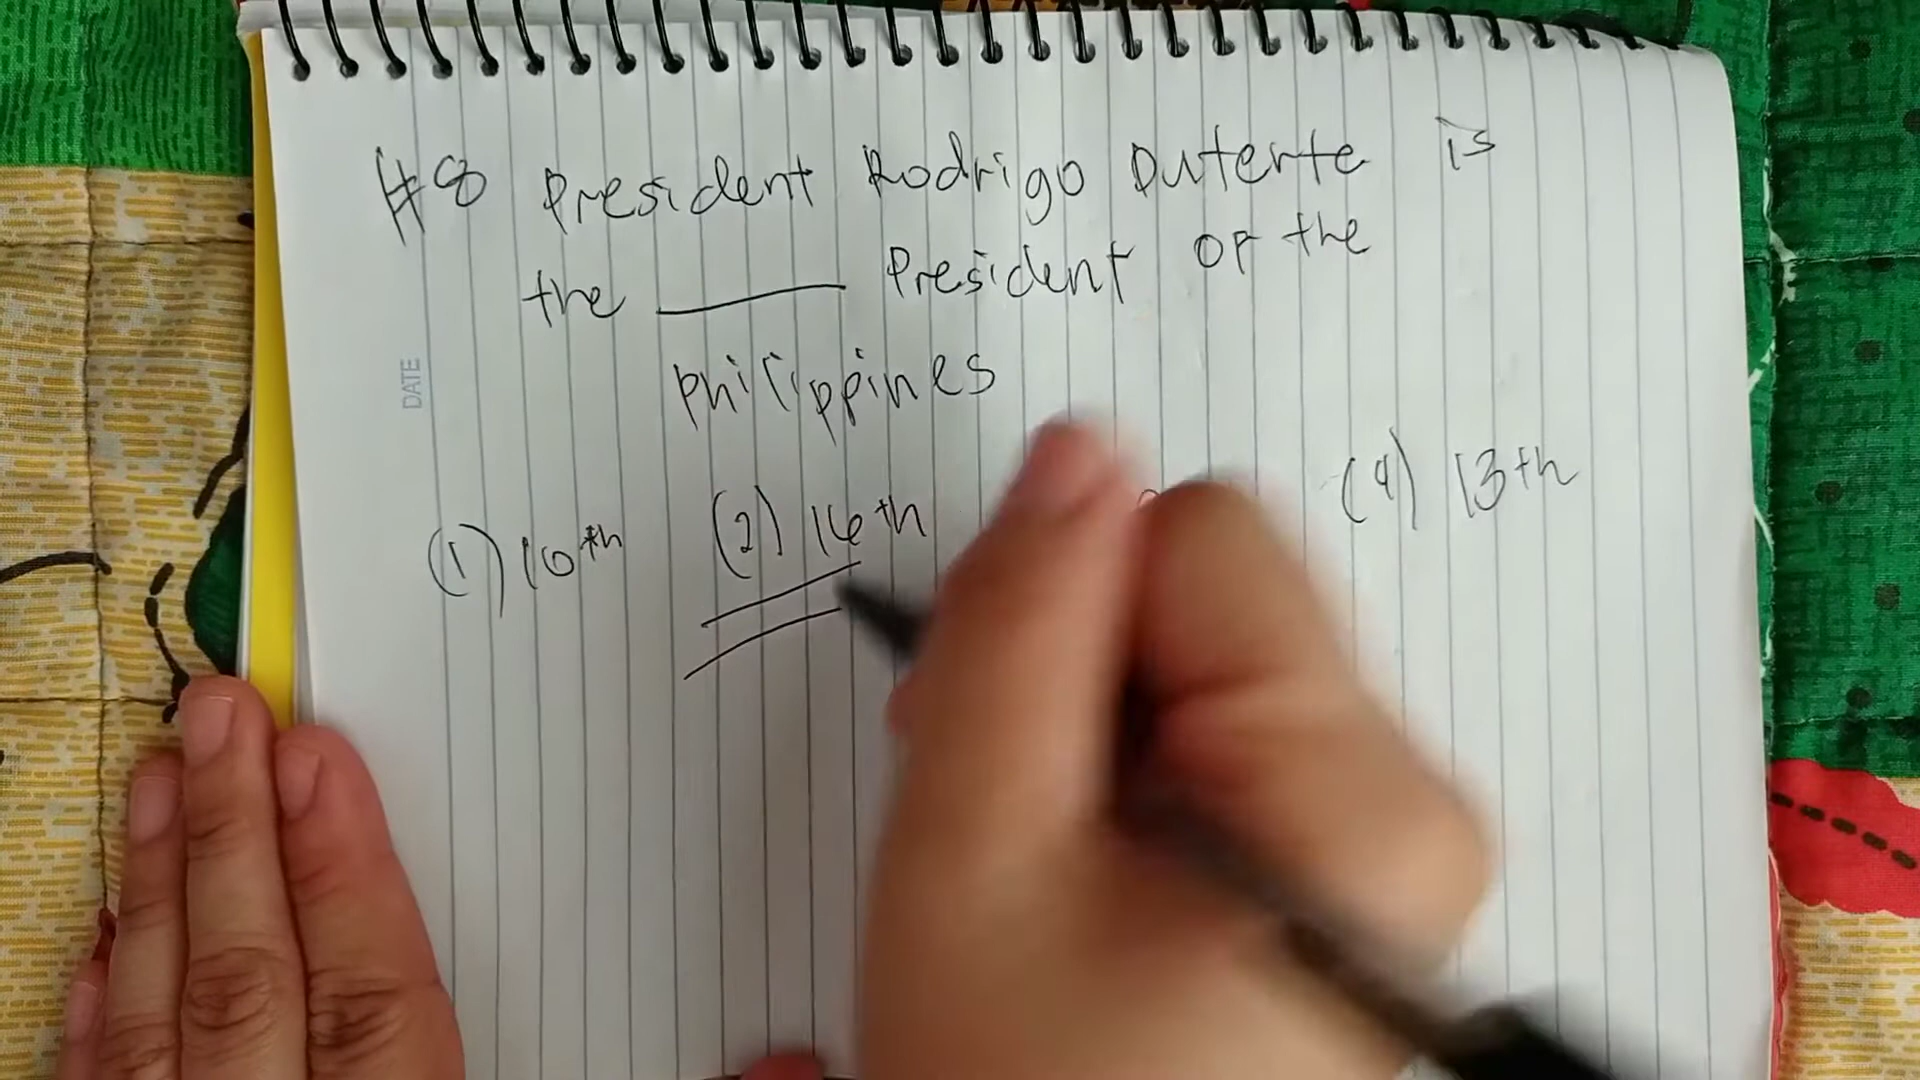 #8 President Rodrigo Duterte is
the ______ President of the
Philippines
(1) 10th (2) 16th (4) 13th
DATE